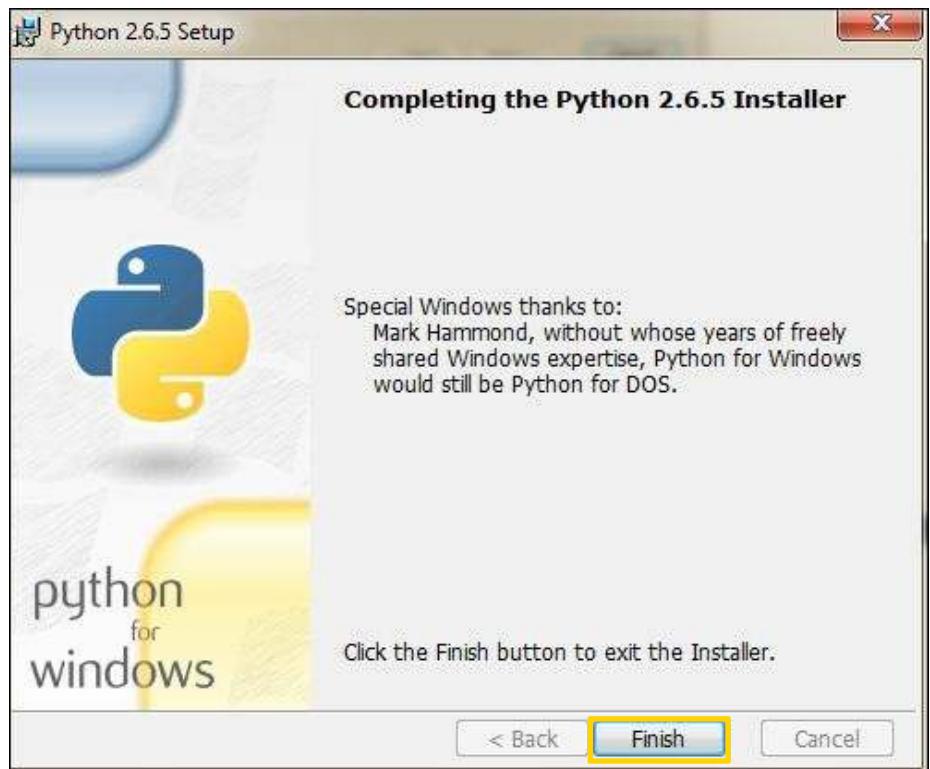 Python 2.6.5 Setup
Completing the Python 2.6.5 Installer
Special Windows thanks to:
Mark Hammond, without whose years of freely
shared Windows expertise, Python for Windows
would still be Python for DOS.
python
for
windows
Click the Finish button to exit the Installer.
< Back
Finish
Cancel